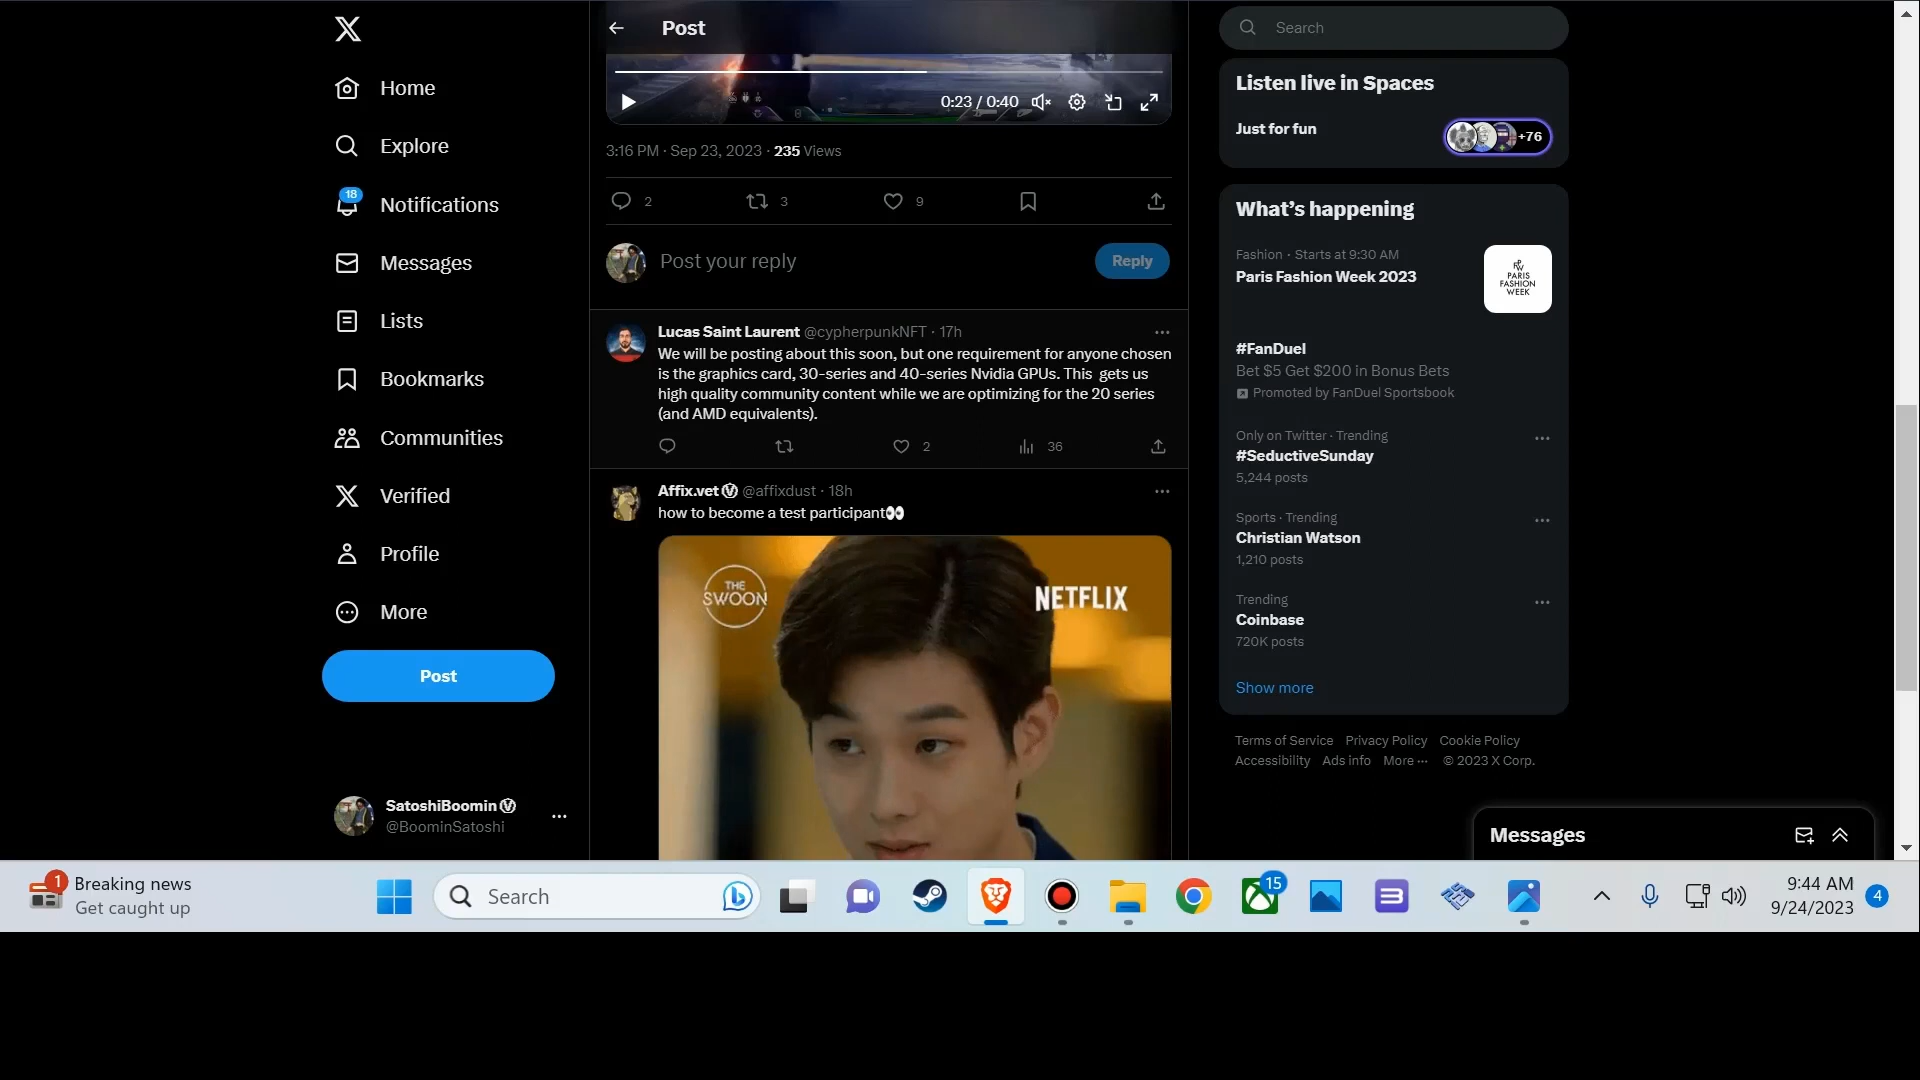 Home
Explore
18
Notifications
Messages
Lists
Bookmarks
Communities
Verified
Profile
More
Post
SatoshiBoomin
@BoominSatoshi
Post
0:23 / 0:40
3:16 PM · Sep 23, 2023 · 235 Views
2
3
9
Post your reply
Reply
Lucas Saint Laurent @cypherpunkNFT · 17h
We will be posting about this soon, but one requirement for anyone chosen
is the graphics card, 30-series and 40-series Nvidia GPUs. This gets us
high quality community content while we are optimizing for the 20 series
(and AMD equivalents).
2
36
Affix.vet @affixdust · 18h
how to become a test participant👀
THE
SWOON
NETFLIX
Search
Listen live in Spaces
Just for fun
+76
What's happening
Fashion · Starts at 9:30 AM
Paris Fashion Week 2023
PARIS
FASHION
WEEK
#FanDuel
Bet $5 Get $200 in Bonus Bets
Promoted by FanDuel Sportsbook
Only on Twitter · Trending
#SeductiveSunday
5,244 posts
Sports · Trending
Christian Watson
1,210 posts
Trending
Coinbase
720K posts
Show more
Terms of Service Privacy Policy Cookie Policy
Accessibility Ads info More ··· © 2023 X Corp.
Messages
1
Breaking news
Get caught up
Search
15
9:44 AM
9/24/2023
4